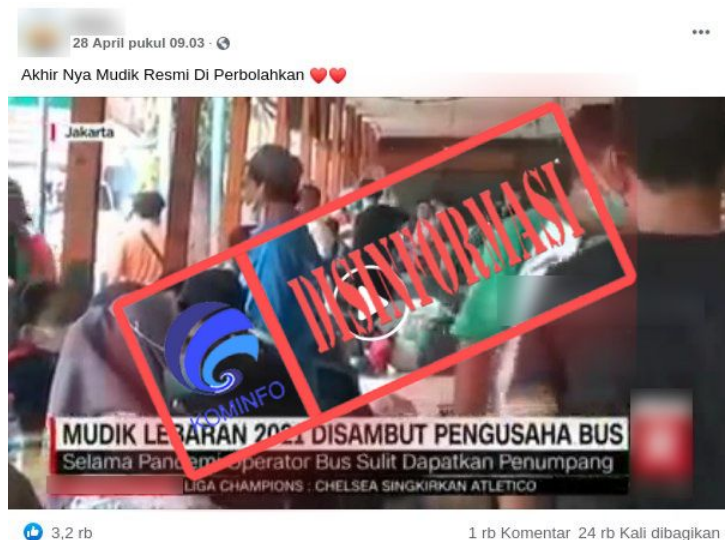 28 April pukul 09.03 ·
Akhir Nya Mudik Resmi Di Perbolahkan ❤️❤️
Jakarta
DISINFORMASI
KOMINFO
MUDIK LEBARAN 2021 DISAMBUT PENGUSAHA BUS
Selama Pandemi Operator Bus Sulit Dapatkan Penumpang
LIGA CHAMPIONS : CHELSEA SINGKIRKAN ATLETICO
3,2 rb
1 rb Komentar 24 rb Kali dibagikan